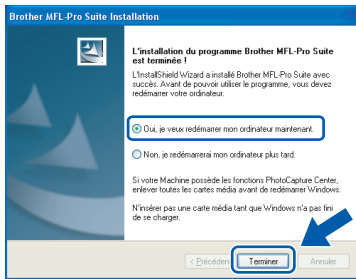 Brother MFL-Pro Suite Installation
L'installation du programme Brother MFL-Pro Suite
est terminée !
L'InstallShield Wizard a installé Brother MFL-Pro Suite avec
succès. Avant de pouvoir utiliser le programme, vous devez
redémarrer votre ordinateur.
Oui, je veux redémarrer mon ordinateur maintenant.
Non, je redémarrerai mon ordinateur plus tard.
Si votre Machine possède les fonctions PhotoCapture Center,
enlever toutes les cartes média avant de redémarrer Windows.
N'insérer pas une carte média tant que Windows n'a pas fini
de se charger.
< Précéden Terminer Annuler